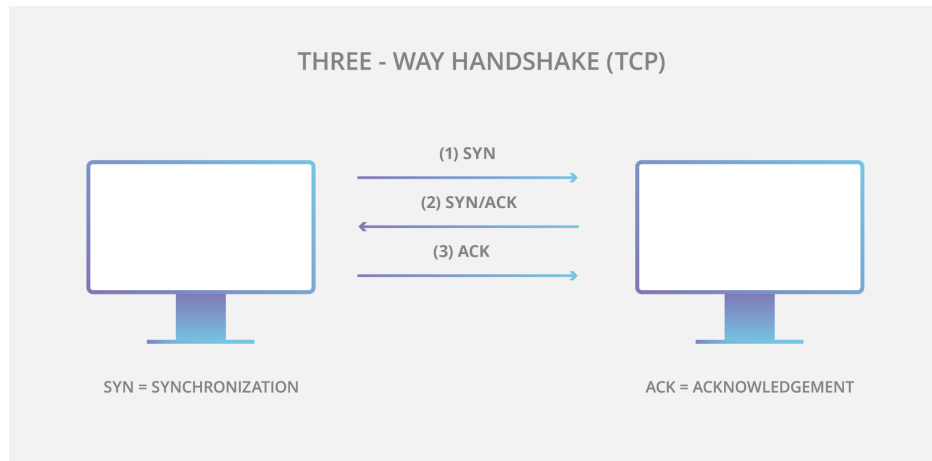 THREE - WAY HANDSHAKE (TCP)
(1) SYN
(2) SYN/ACK
(3) ACK
SYN = SYNCHRONIZATION
ACK = ACKNOWLEDGEMENT